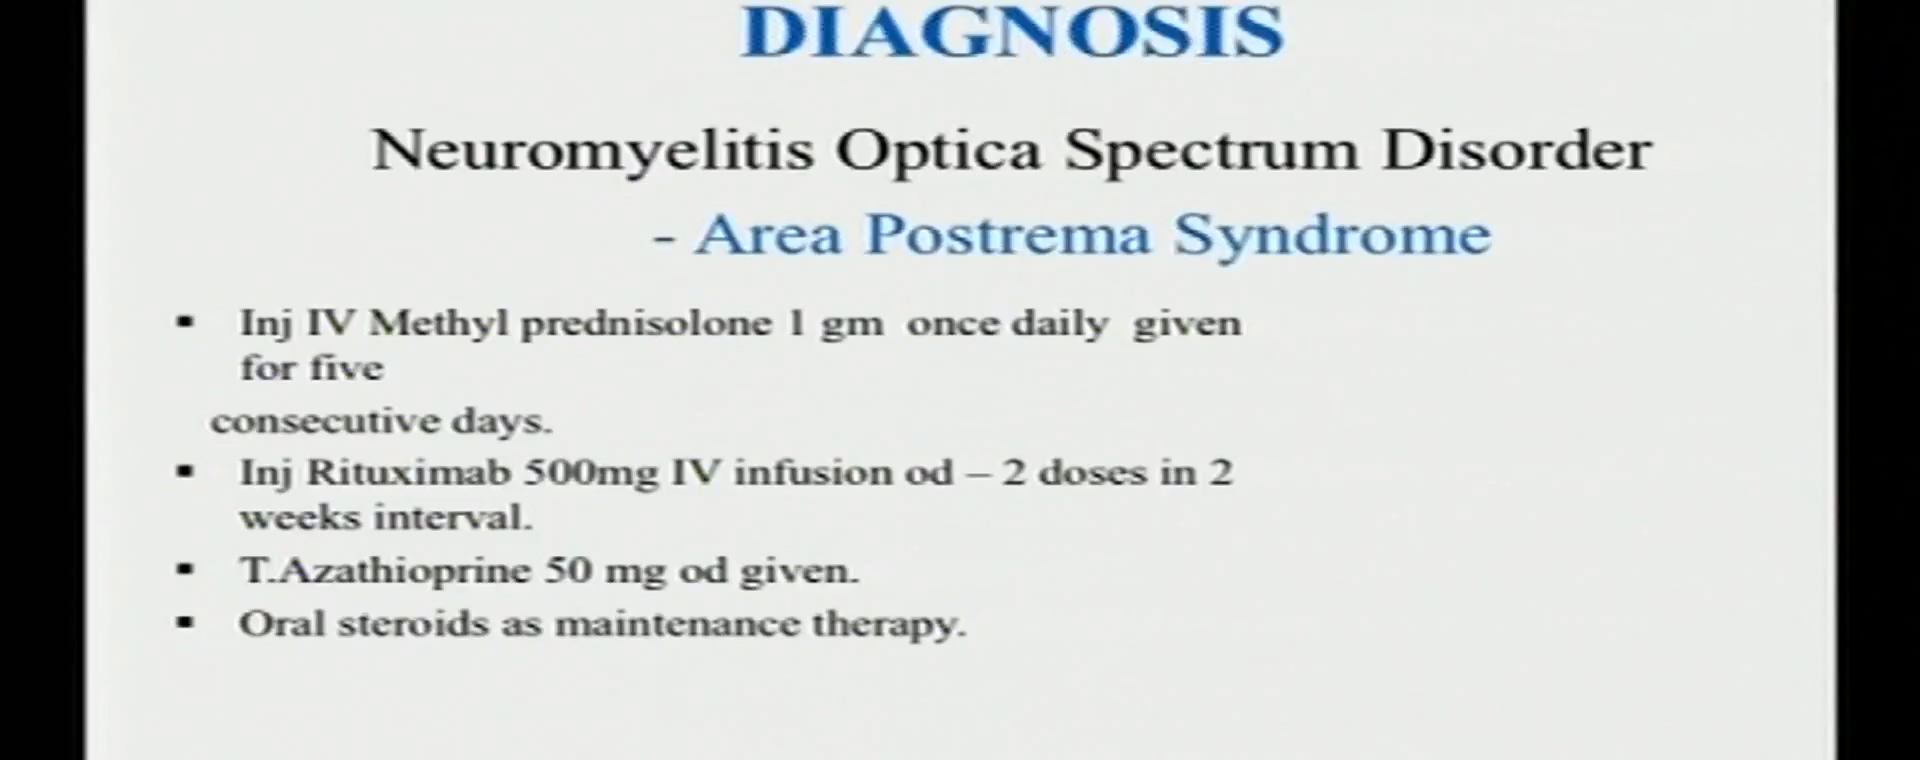 DIAGNOSIS
Neuromyelitis Optica Spectrum Disorder
- Area Postrema Syndrome
▪ Inj IV Methyl prednisolone 1 gm once daily given
for five
consecutive days.
▪ Inj Rituximab 500mg IV infusion od – 2 doses in 2
weeks interval.
▪ T.Azathioprine 50 mg od given.
▪ Oral steroids as maintenance therapy.